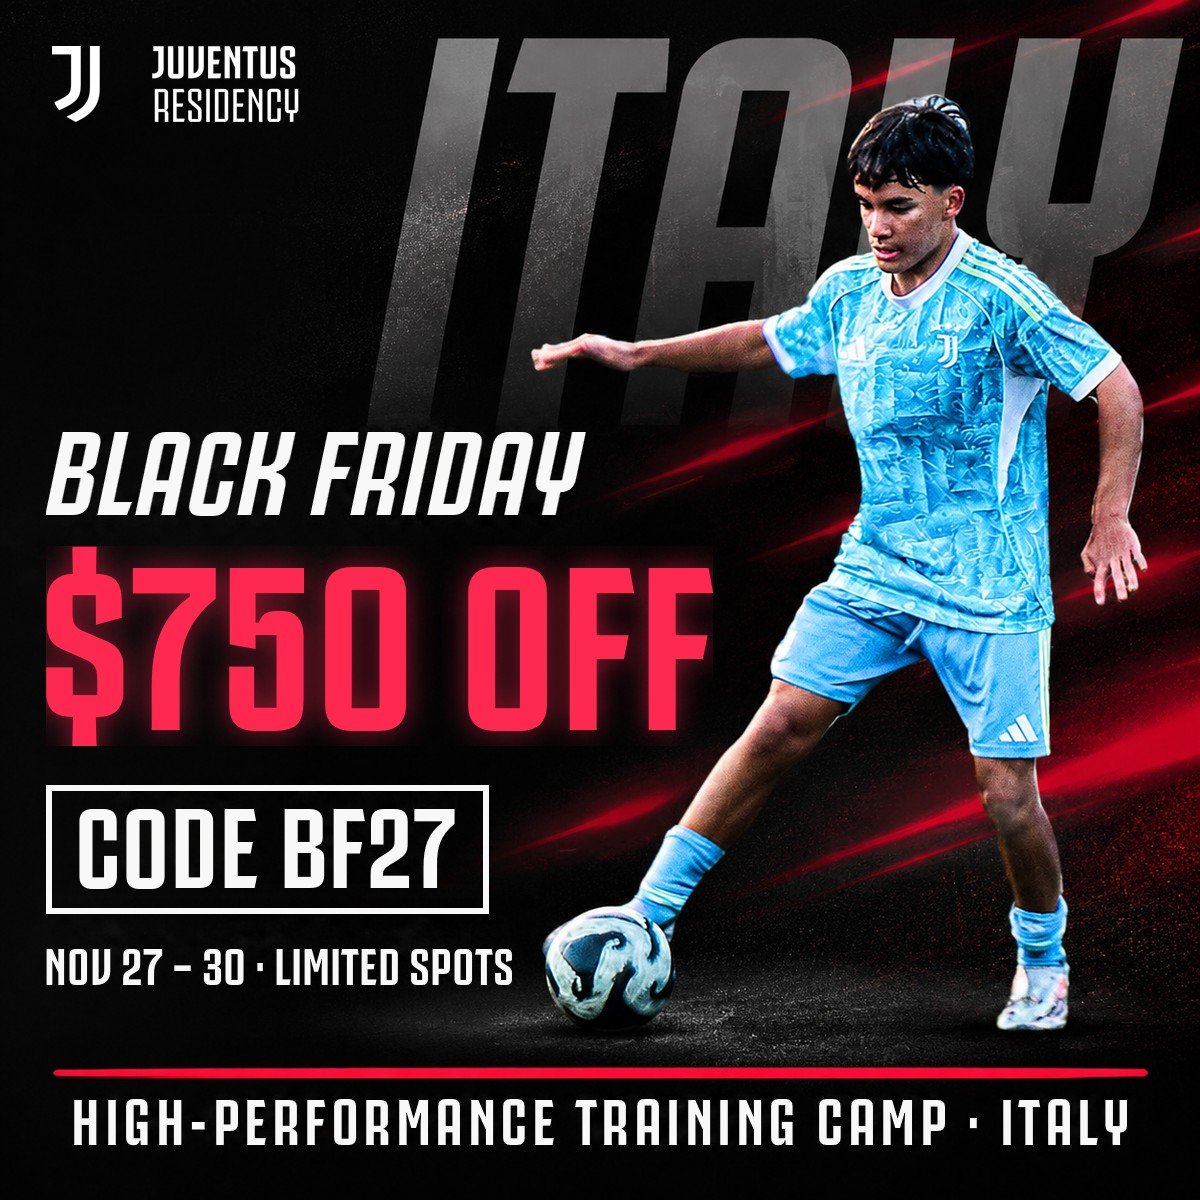 JUVENTUS
RESIDENCY
ITALY
BLACK FRIDAY
$750 OFF
CODE BF27
NOV 27 – 30 · LIMITED SPOTS
HIGH-PERFORMANCE TRAINING CAMP · ITALY